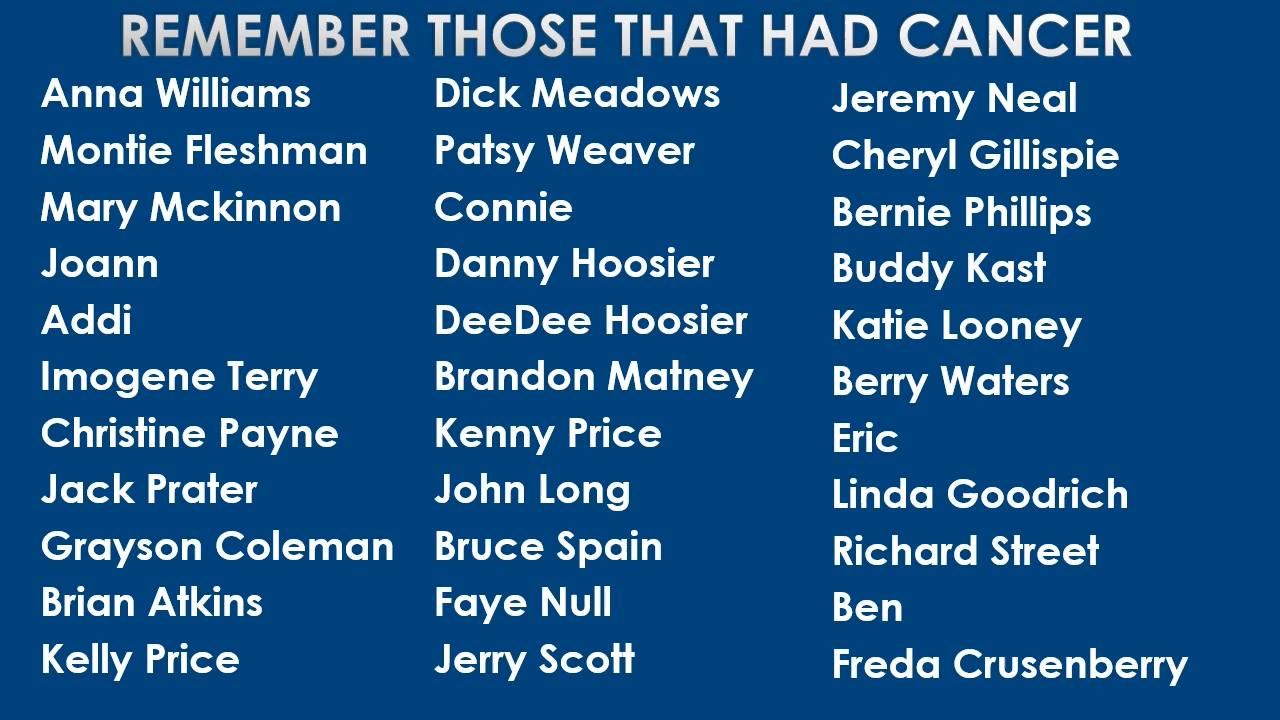 REMEMBER THOSE THAT HAD CANCER
Anna Williams
Montie Fleshman
Mary Mckinnon
Joann
Addi
Imogene Terry
Christine Payne
Jack Prater
Grayson Coleman
Brian Atkins
Kelly Price
Dick Meadows
Patsy Weaver
Connie
Danny Hoosier
DeeDee Hoosier
Brandon Matney
Kenny Price
John Long
Bruce Spain
Faye Null
Jerry Scott
Jeremy Neal
Cheryl Gillispie
Bernie Phillips
Buddy Kast
Katie Looney
Berry Waters
Eric
Linda Goodrich
Richard Street
Ben
Freda Crusenberry